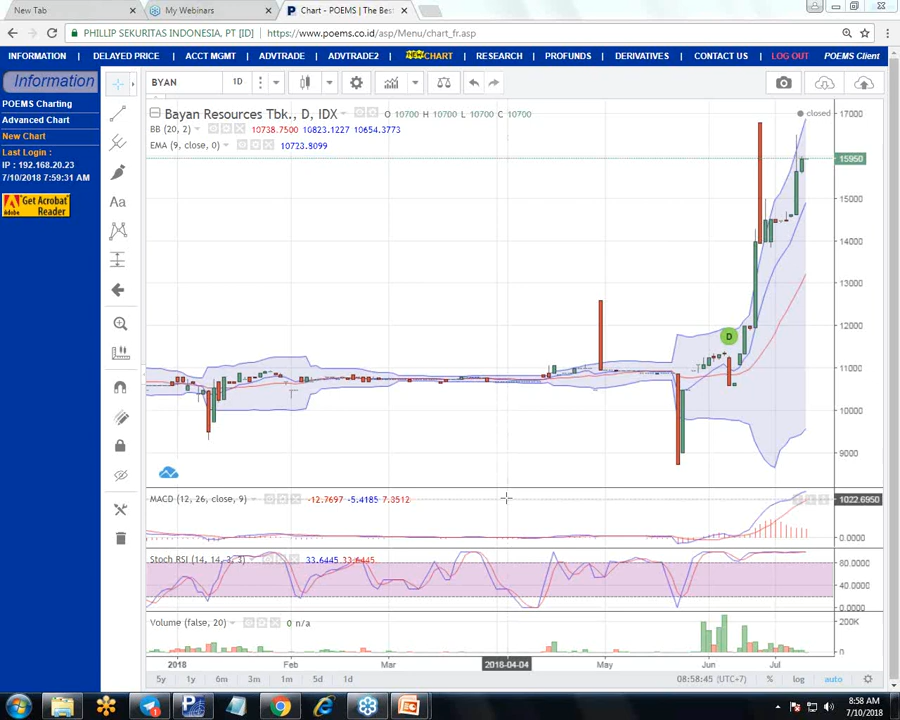 New Tab
My Webinars
Chart - POEMS | The Bes
PHILLIP SEKURITAS INDONESIA, PT [ID]
https://www.poems.co.id/asp/Menu/chart_fr.asp
INFORMATION DELAYED PRICE ACCT MGMT ADVTRADE ADVTRADE2 NEW CHART RESEARCH PROFUNDS DERIVATIVES CONTACT US LOG OUT POEMS Client
Information
POEMS Charting
Advanced Chart
New Chart
Last Login :
IP : 192.168.20.23
7/10/2018 7:59:31 AM
Get Acrobat
Reader
BYAN 1D
Aa
Bayan Resources Tbk., D, IDX O 10700 H 10700 L 10700 C 10700
closed
BB (20, 2) 10738.7500 10823.1227 10654.3773
EMA (9, close, 0) 10723.8099
17000
15950
15000
14000
13000
12000
11000
10000
9000
D
MACD (12, 26, close, 9) -12.7697 -5.4185 7.3512
1022.6950
0.0000
Stoch RSI (14, 14, 3, 3) 33.6445 33.6445
80.0000
40.0000
0.0000
Volume (false, 20) 0 n/a
200K
0
2018 Feb Mar 2018-04-04 May Jun Jul
5y 1y 6m 3m 1m 5d 1d
08:58:45 (UTC+7) % log auto
8:58 AM
7/10/2018